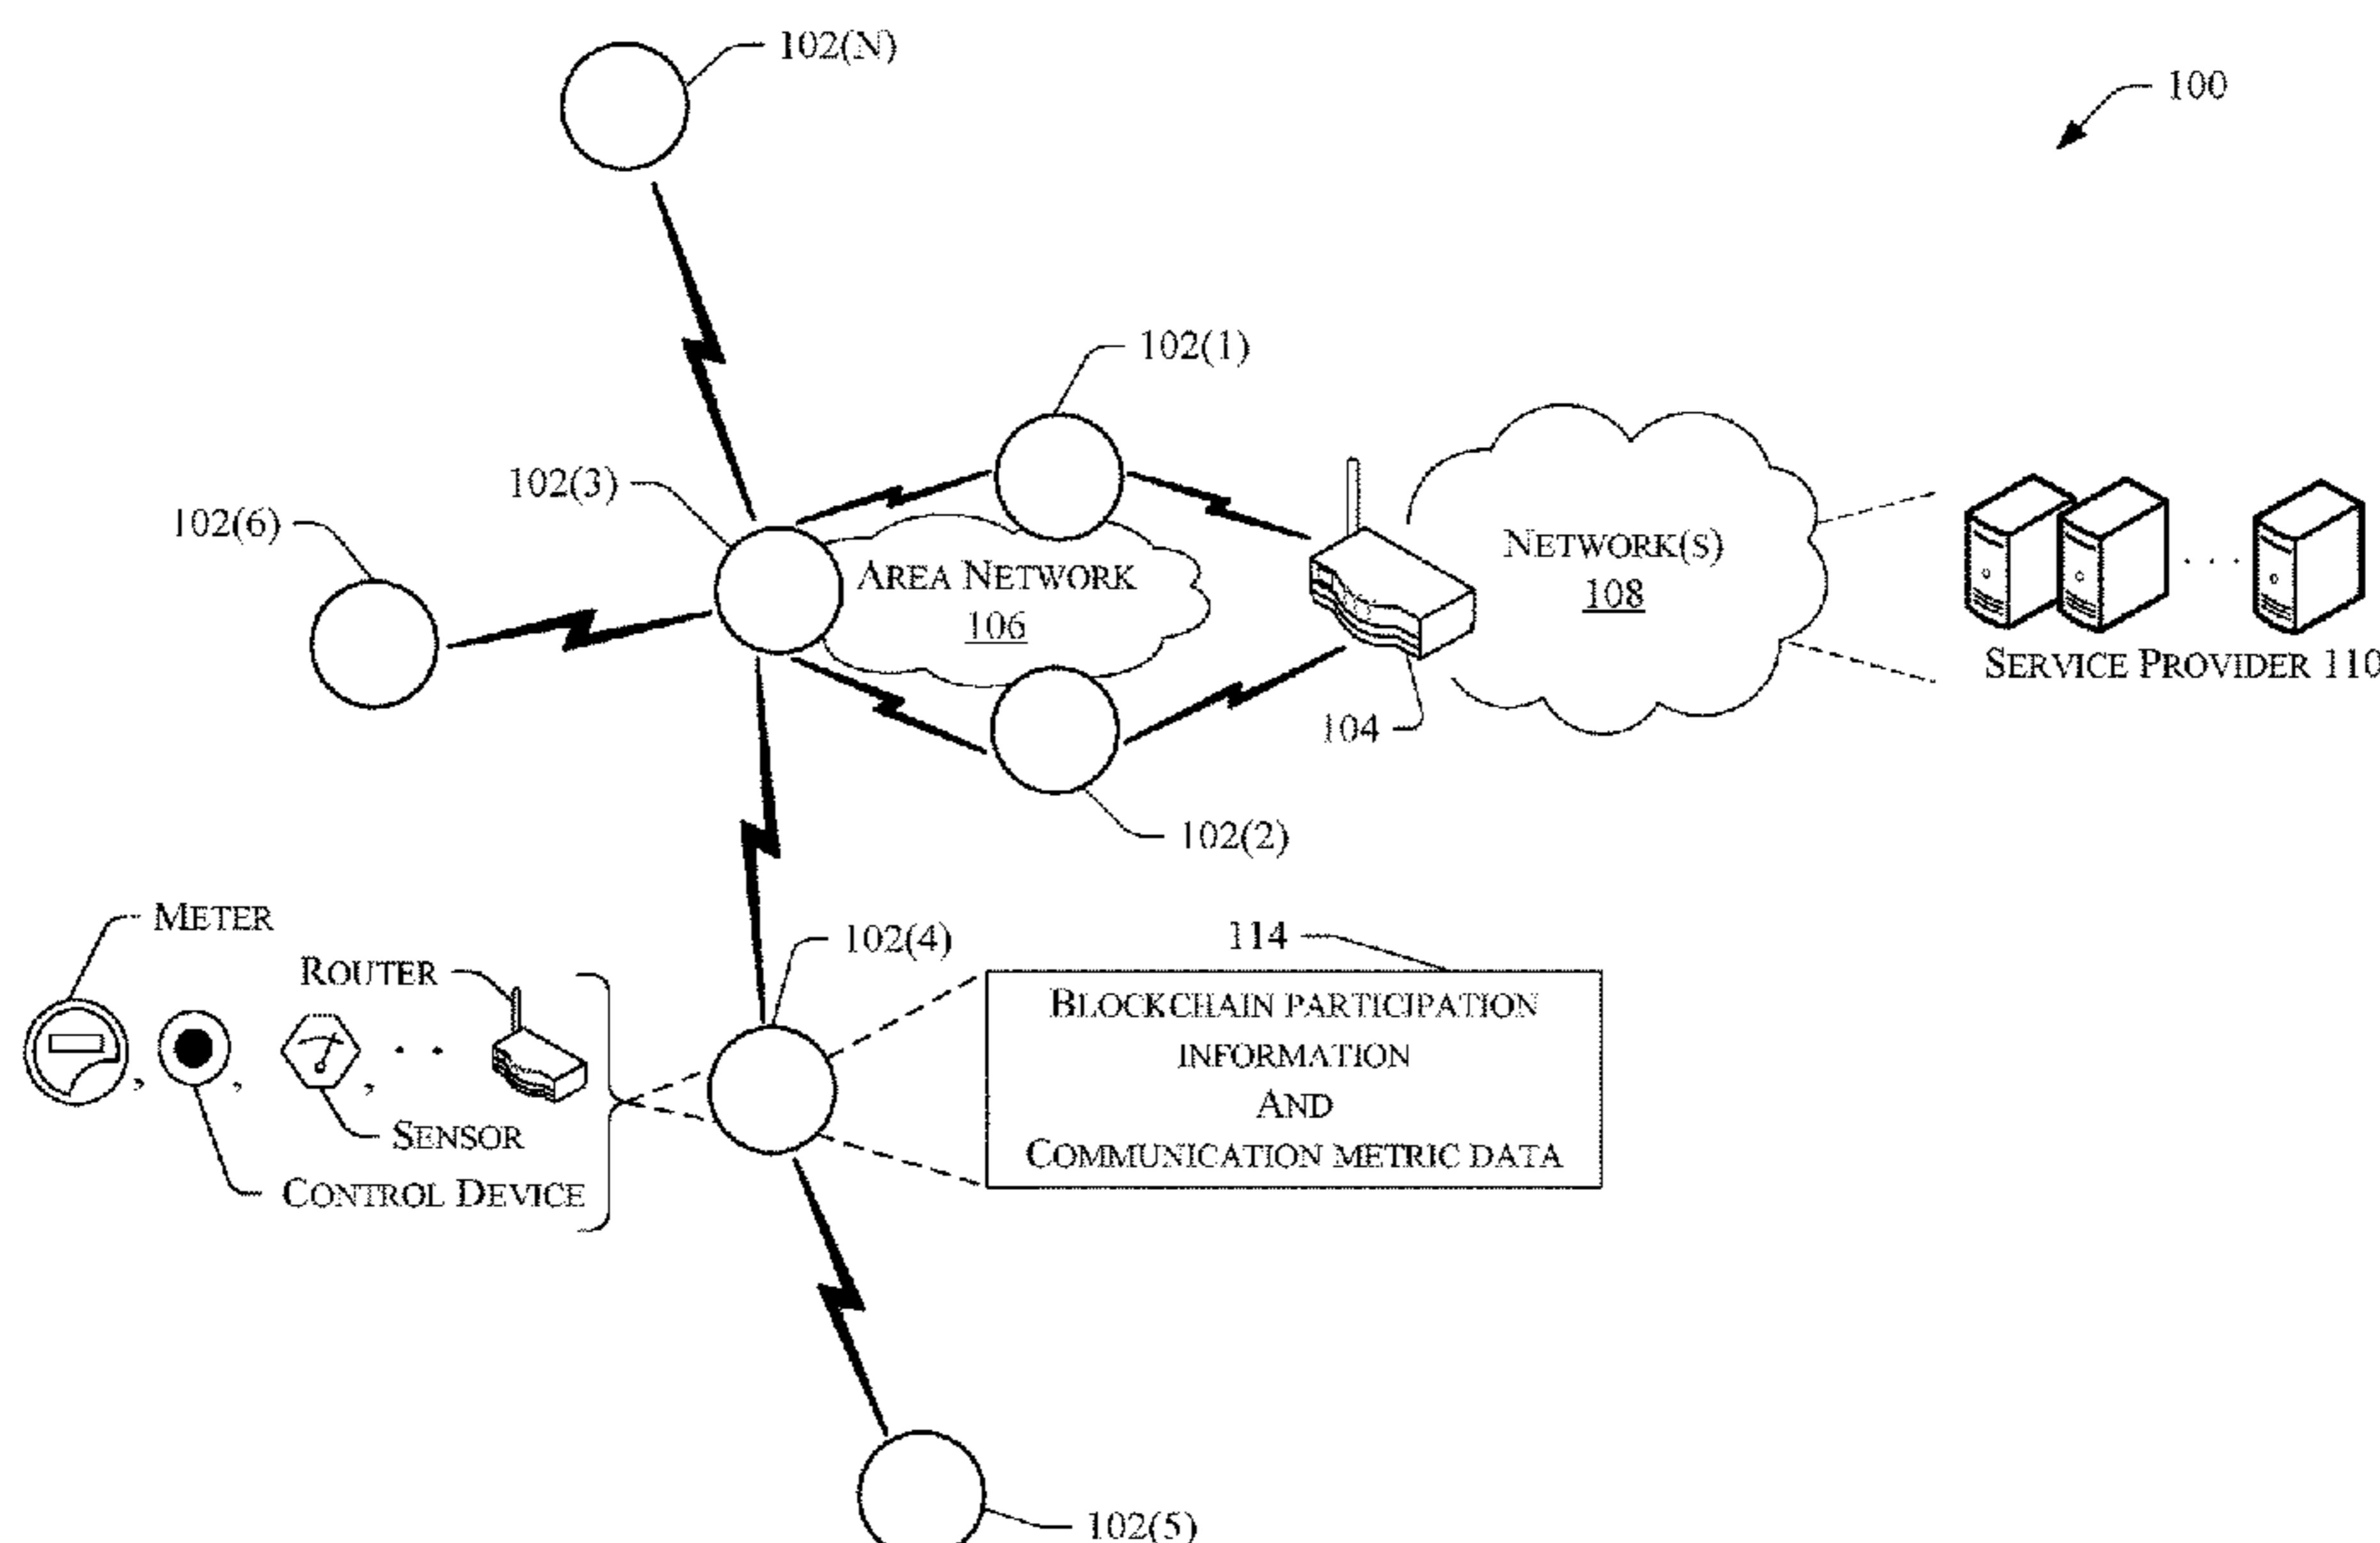 102(N)
100
102(1)
102(3)
102(6)
AREA NETWORK
106
NETWORK(S)
108
SERVICE PROVIDER 110
104
102(2)
METER
ROUTER
102(4)
114
BLOCKCHAIN PARTICIPATION
INFORMATION
AND
COMMUNICATION METRIC DATA
, , , . .
SENSOR
CONTROL DEVICE
102(5)